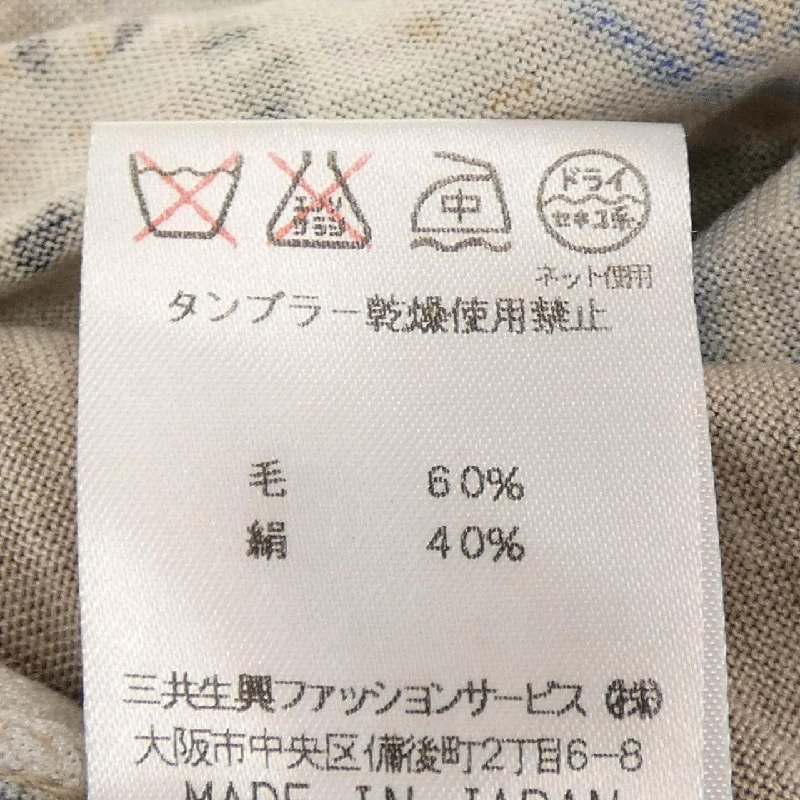 エンソ サラシ 中 ドライ
セキユ系
ネット使用
タンブラー乾燥使用禁止
毛 60%
絹 40%
三共生興ファッションサービス ㈱
大阪市中央区備後町2丁目6-8
MADE IN JAPAN